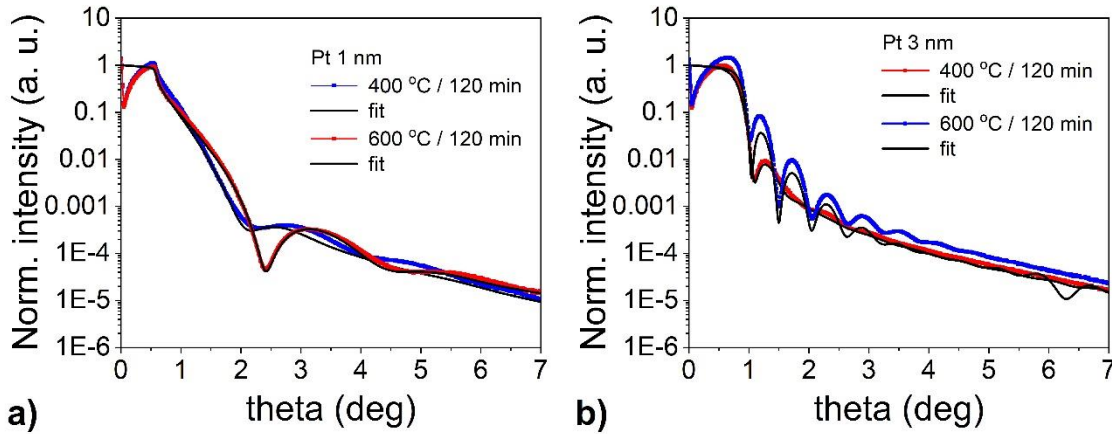 Norm. intensity (a. u.)
10
1
0.1
0.01
0.001
1E-4
1E-5
1E-6
Pt 1 nm
400 °C / 120 min
fit
600 °C / 120 min
fit
0 1 2 3 4 5 6 7
theta (deg)
a)
Norm. intensity (a. u.)
10
1
0.1
0.01
0.001
1E-4
1E-5
1E-6
Pt 3 nm
400 °C / 120 min
fit
600 °C / 120 min
fit
0 1 2 3 4 5 6 7
theta (deg)
b)